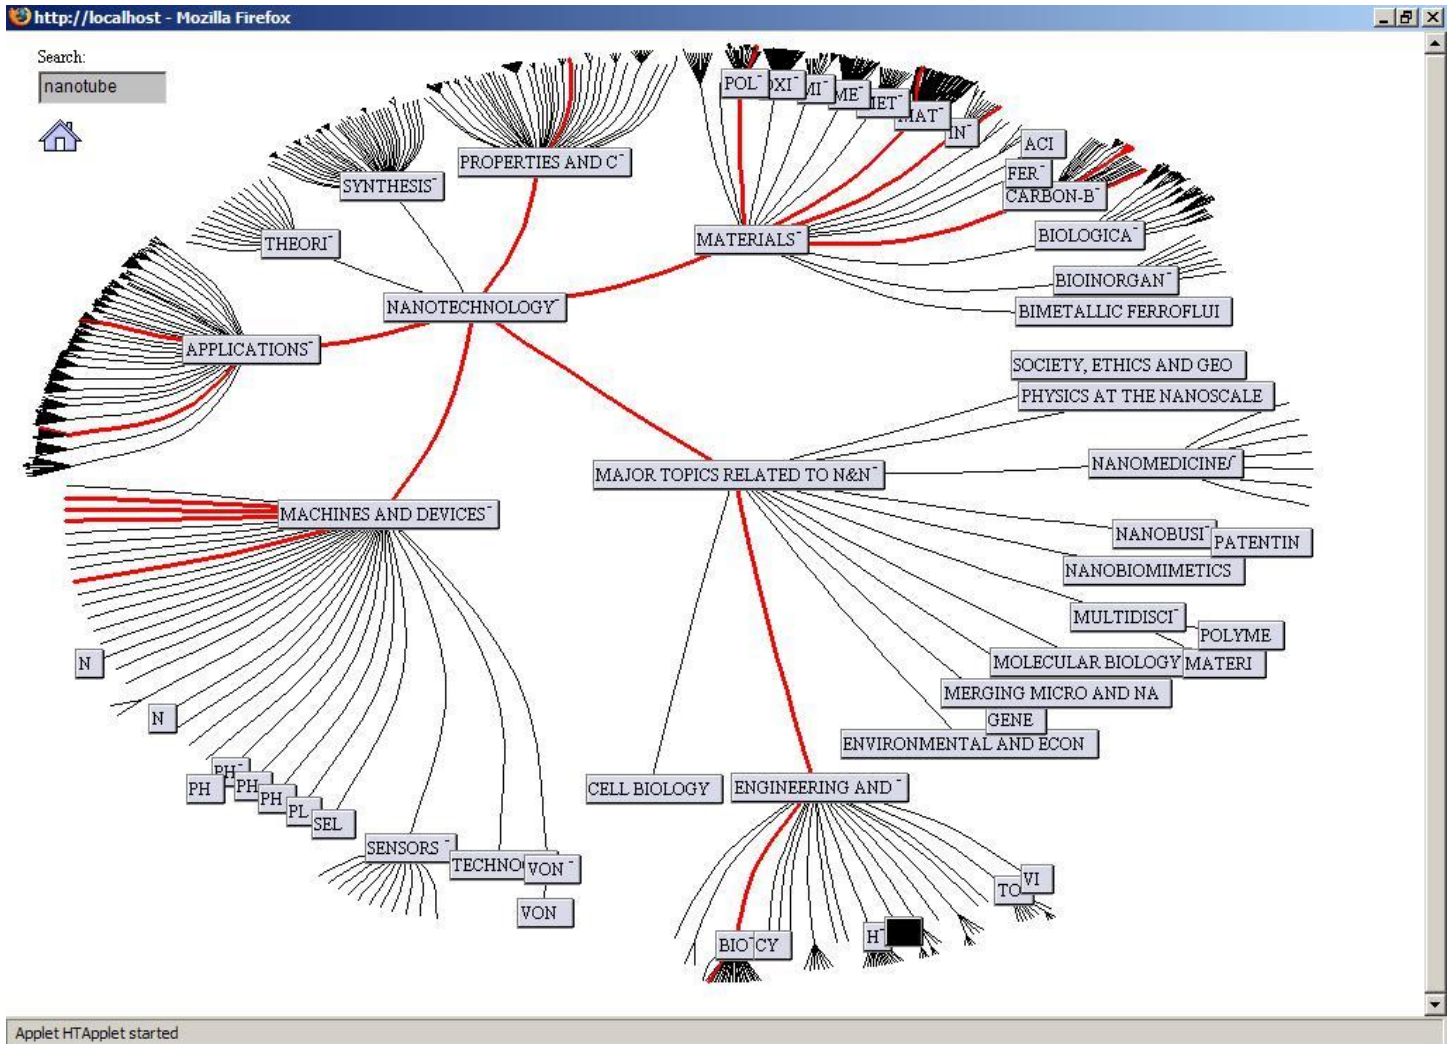 http://localhost - Mozilla Firefox
Search:
nanotube
POL
OXI
MI
ME
MET
MAT
IN
ACI
FER
CARBON-B
PROPERTIES AND C
SYNTHESIS
THEORI
MATERIALS
BIOLOGICA
BIOINORGAN
BIMETALLIC FERROFLUI
NANOTECHNOLOGY
APPLICATIONS
SOCIETY, ETHICS AND GEO
PHYSICS AT THE NANOSCALE
NANOMEDICINE
MAJOR TOPICS RELATED TO N&N
MACHINES AND DEVICES
NANOBUSI
PATENTIN
NANOBIOMIMETICS
MULTIDISCI
POLYME
MOLECULAR BIOLOGY
MATERI
MERGING MICRO AND NA
GENE
ENVIRONMENTAL AND ECON
CELL BIOLOGY
ENGINEERING AND
N
N
PH
PH
PH
PH
PL
SEL
SENSORS
TECHNO
VON
VON
VI
TO
BIO
CY
H
Applet HTApplet started